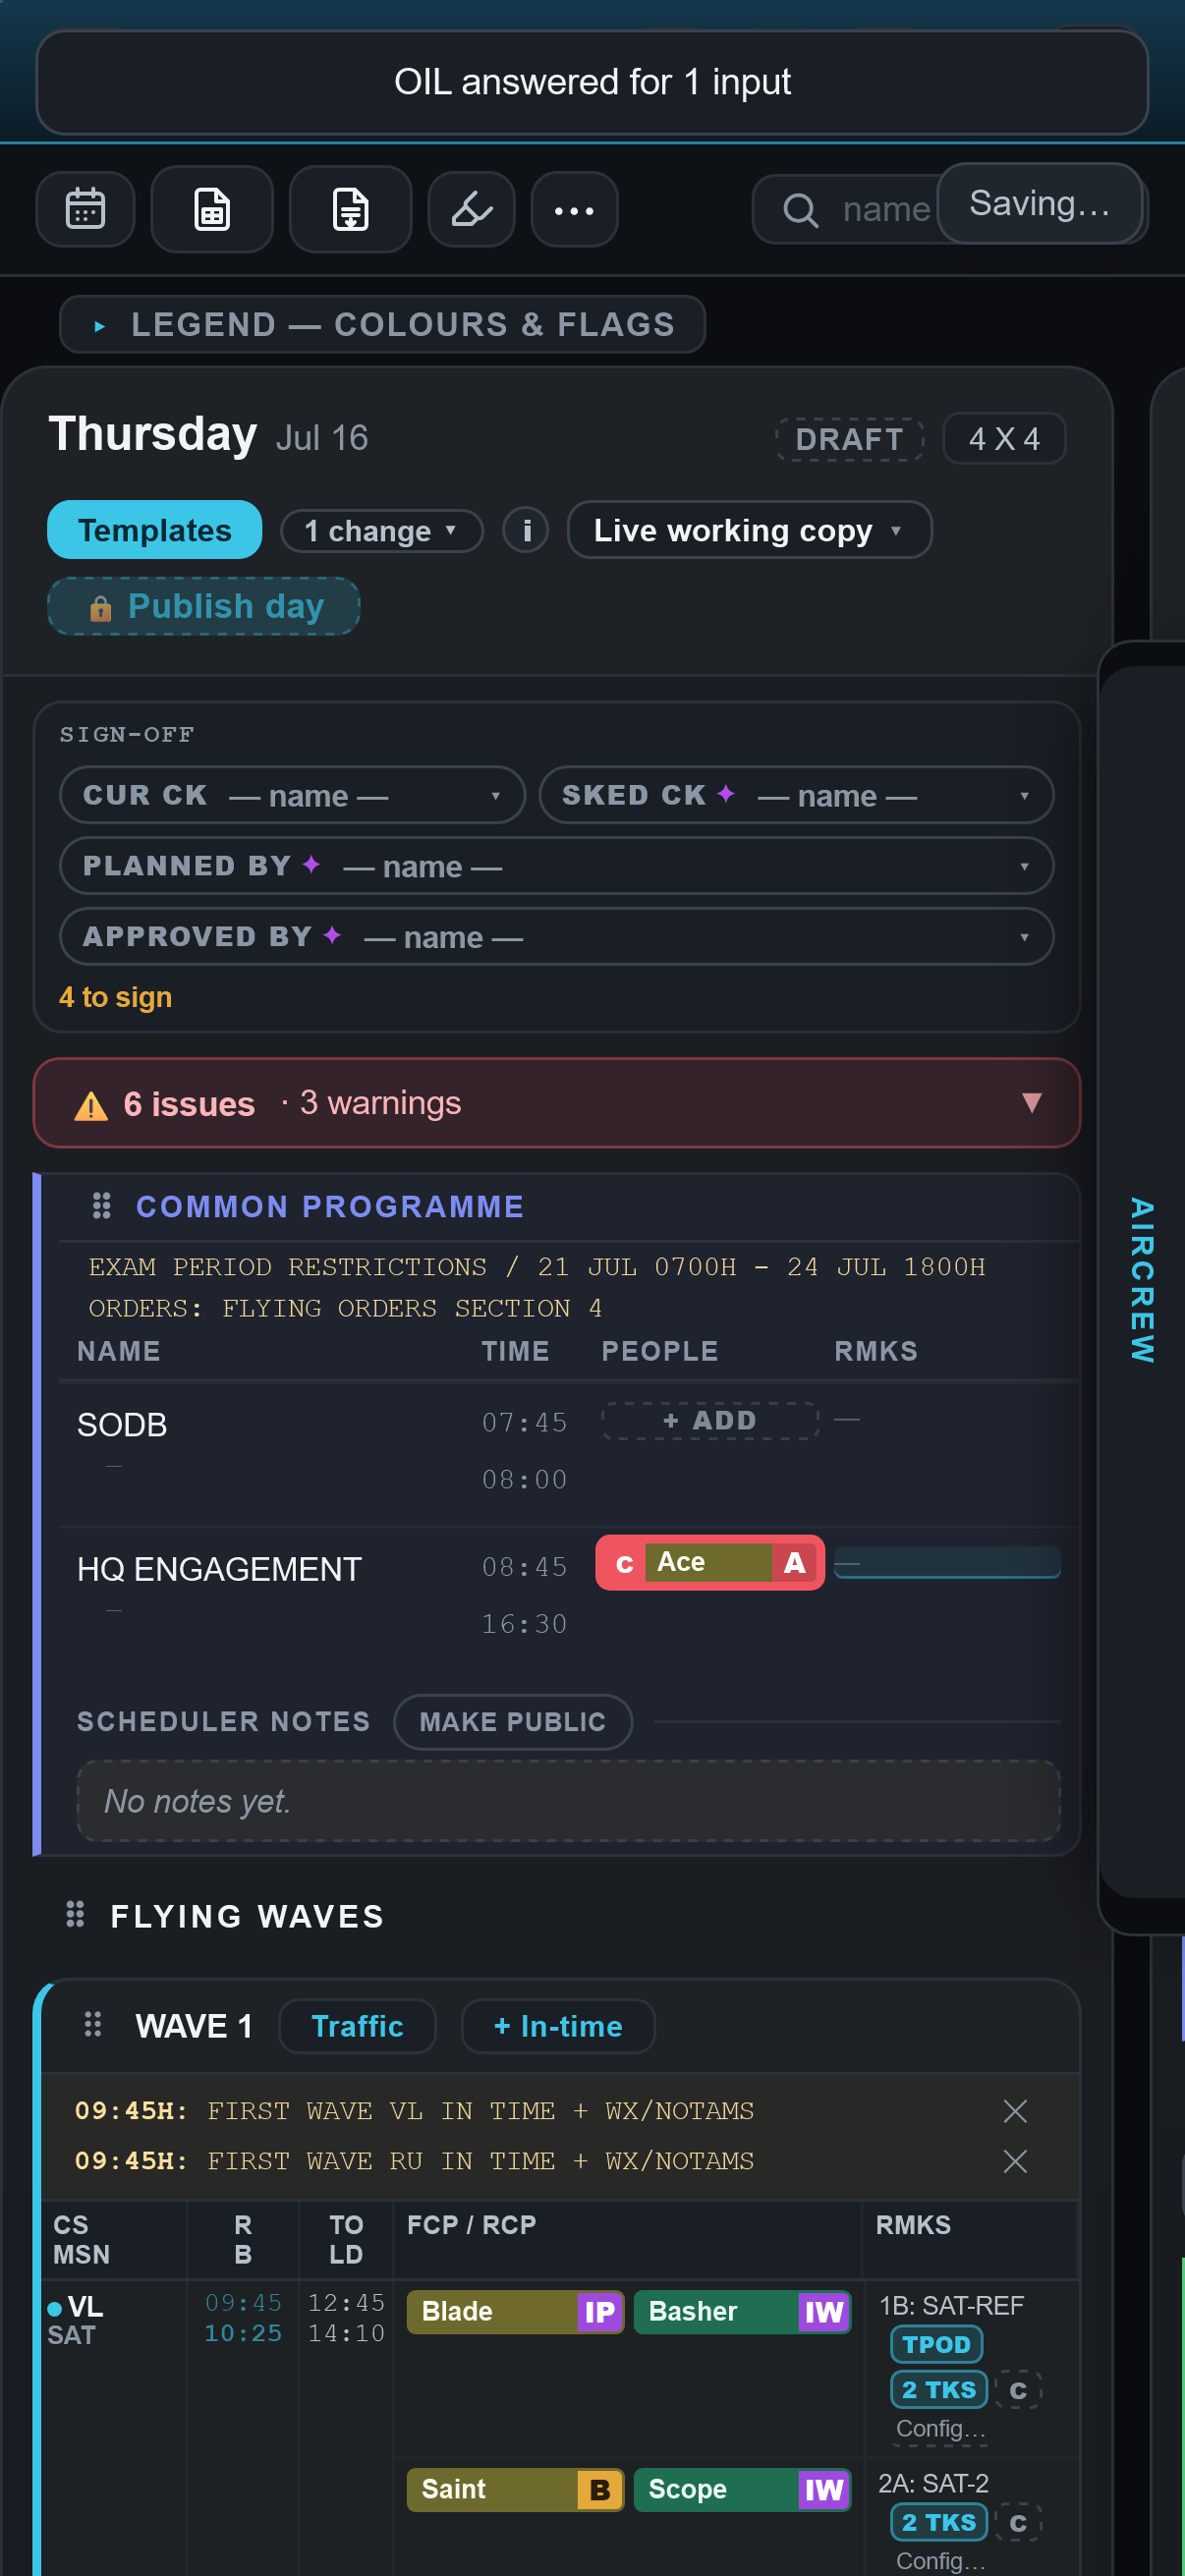 OIL answered for 1 input
name
Saving…
LEGEND — COLOURS & FLAGS
Thursday Jul 16
DRAFT
4 X 4
Templates
1 change
i
Live working copy
Publish day
SIGN-OFF
CUR CK — name —
SKED CK — name —
PLANNED BY — name —
APPROVED BY — name —
4 to sign
6 issues · 3 warnings
COMMON PROGRAMME
EXAM PERIOD RESTRICTIONS / 21 JUL 0700H - 24 JUL 1800H
ORDERS: FLYING ORDERS SECTION 4
NAME TIME PEOPLE RMKS
SODB 07:45 + ADD —
— 08:00
HQ ENGAGEMENT 08:45 C Ace A —
— 16:30
SCHEDULER NOTES MAKE PUBLIC
No notes yet.
FLYING WAVES
WAVE 1 Traffic + In-time
09:45H: FIRST WAVE VL IN TIME + WX/NOTAMS
09:45H: FIRST WAVE RU IN TIME + WX/NOTAMS
CS R TO FCP / RCP RMKS
MSN B LD
VL 09:45 12:45 Blade IP Basher IW 1B: SAT-REF
SAT 10:25 14:10
TPOD
2 TKS C
Config…
Saint B Scope IW 2A: SAT-2
2 TKS C
Config…
AIRCREW